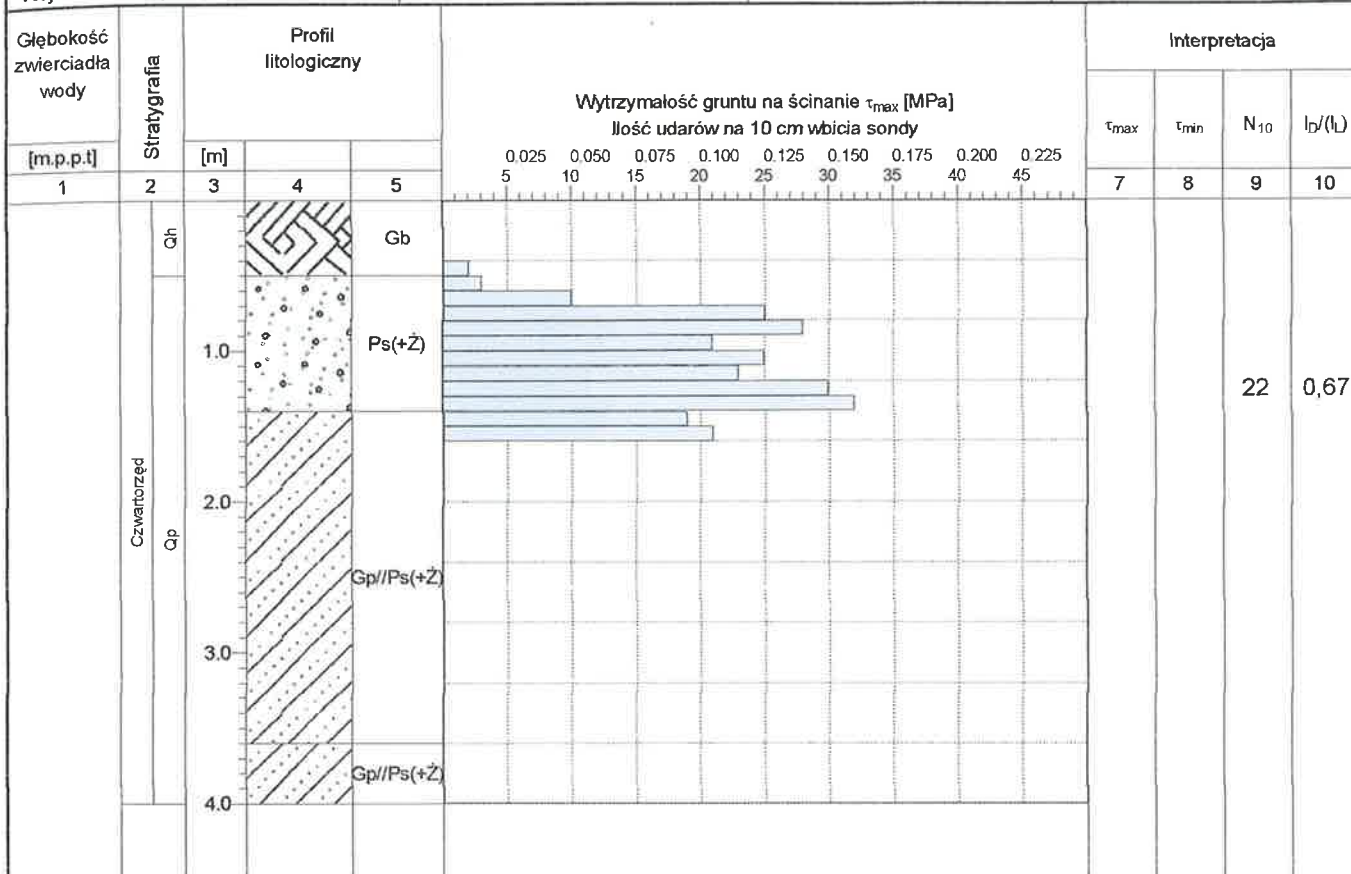 Głębokość zwierciadła wody
Stratygrafia
Profil litologiczny
Wytrzymałość gruntu na ścinanie τmax [MPa]
Ilość udarów na 10 cm wbicia sondy
Interpretacja
τmax τmin N10 ID/(IL)
[m.p.p.t] [m]
0.025 0.050 0.075 0.100 0.125 0.150 0.175 0.200 0.225
5 10 15 20 25 30 35 40 45
1 2 3 4 5 7 8 9 10
Qh
Gb
Ps(+Ż)
1.0
22 0,67
Czwartorzęd
Qp
2.0
Gp//Ps(+Ż)
3.0
Gp//Ps(+Ż)
4.0